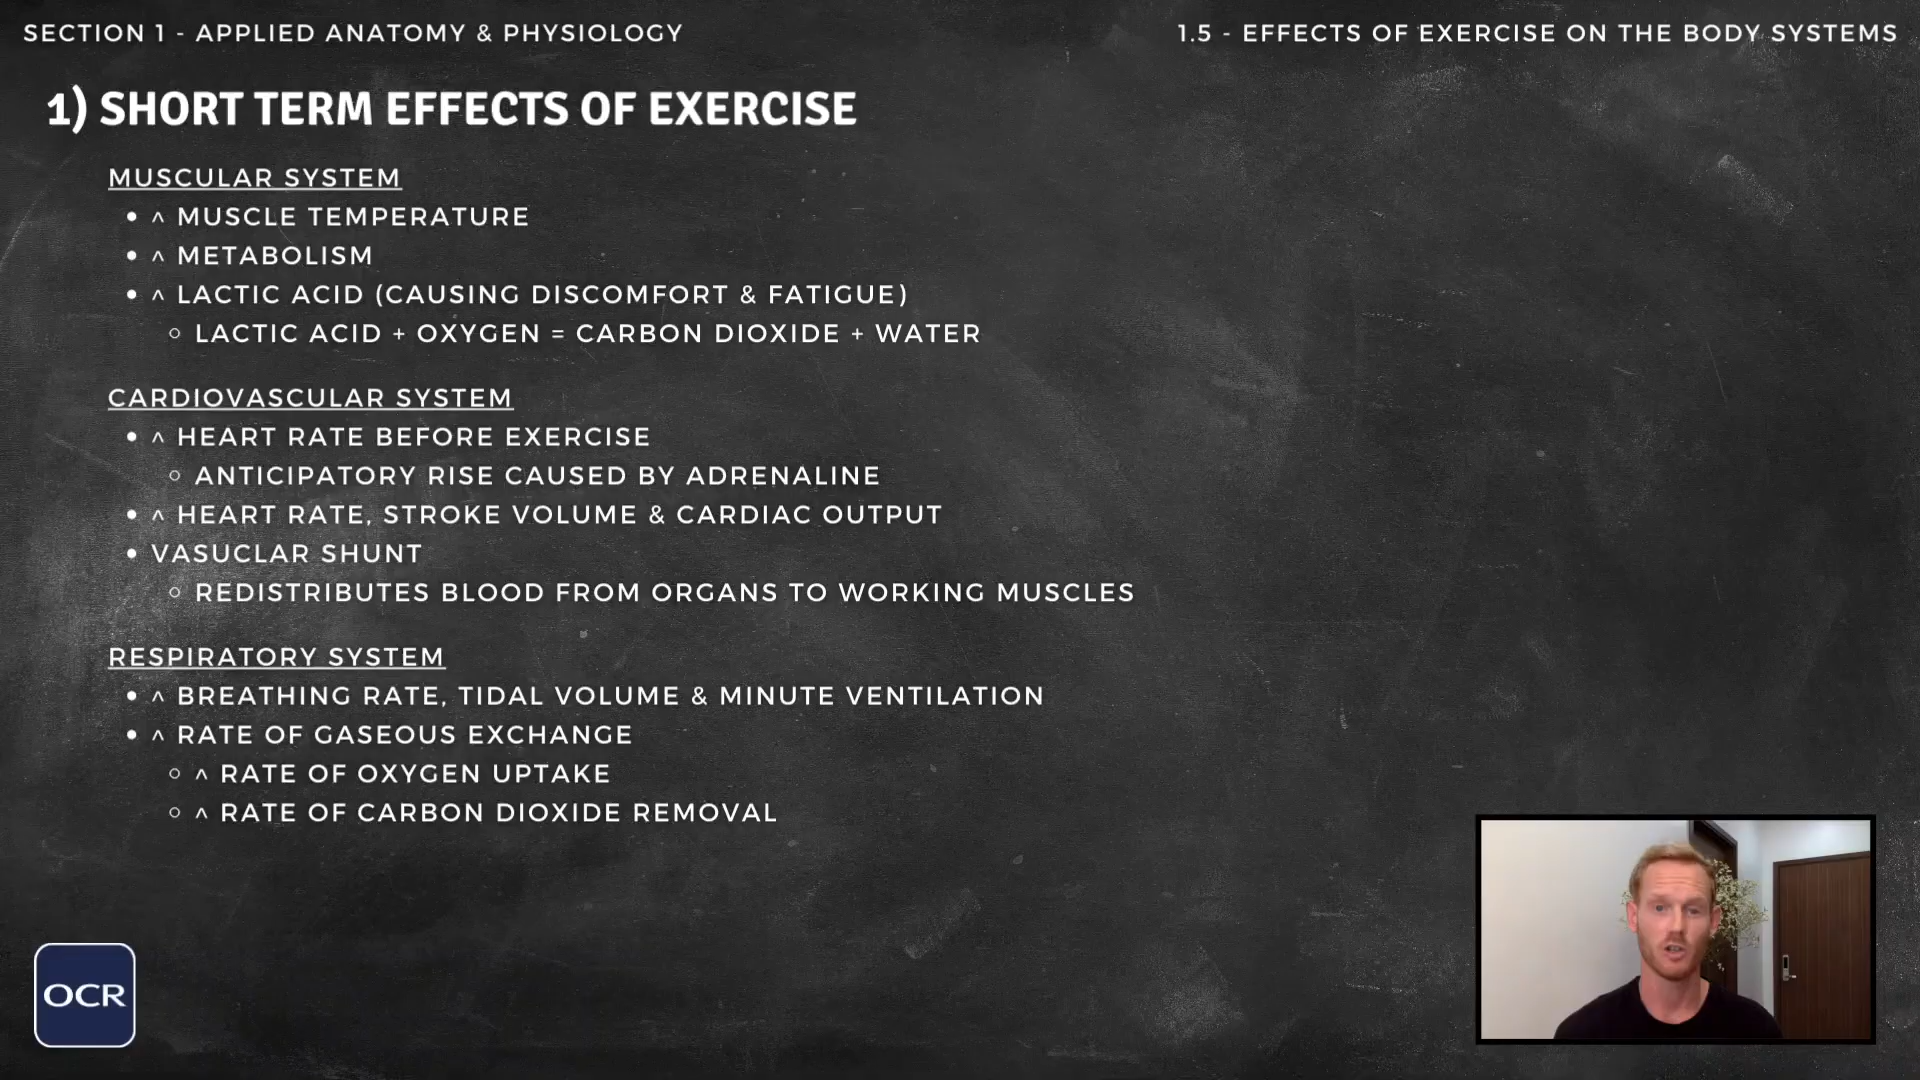 SECTION 1 - APPLIED ANATOMY & PHYSIOLOGY
1.5 - EFFECTS OF EXERCISE ON THE BODY SYSTEMS
1) SHORT TERM EFFECTS OF EXERCISE
MUSCULAR SYSTEM
• ^ MUSCLE TEMPERATURE
• ^ METABOLISM
• ^ LACTIC ACID (CAUSING DISCOMFORT & FATIGUE)
◦ LACTIC ACID + OXYGEN = CARBON DIOXIDE + WATER
CARDIOVASCULAR SYSTEM
• ^ HEART RATE BEFORE EXERCISE
◦ ANTICIPATORY RISE CAUSED BY ADRENALINE
• ^ HEART RATE, STROKE VOLUME & CARDIAC OUTPUT
• VASUCLAR SHUNT
◦ REDISTRIBUTES BLOOD FROM ORGANS TO WORKING MUSCLES
RESPIRATORY SYSTEM
• ^ BREATHING RATE, TIDAL VOLUME & MINUTE VENTILATION
• ^ RATE OF GASEOUS EXCHANGE
◦ ^ RATE OF OXYGEN UPTAKE
◦ ^ RATE OF CARBON DIOXIDE REMOVAL
OCR